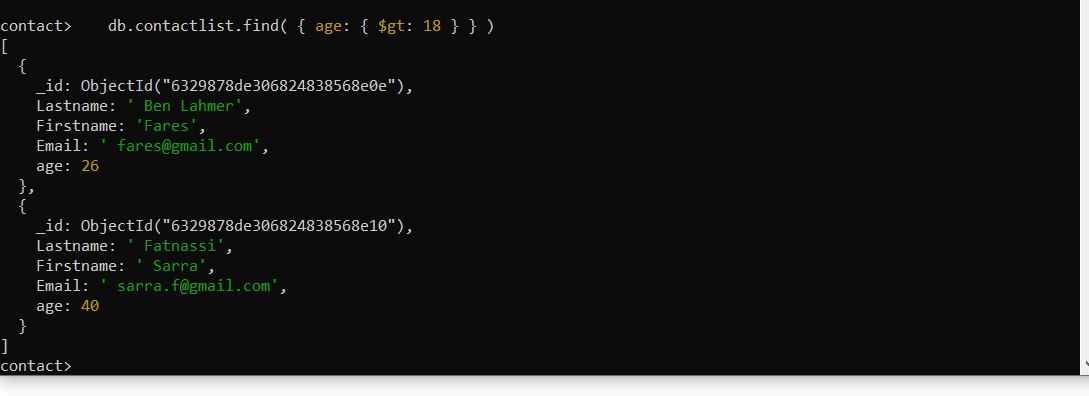 contact>    db.contactlist.find( { age: { $gt: 18 } } )
[
  {
    _id: ObjectId("6329878de306824838568e0e"),
    Lastname: ' Ben Lahmer',
    Firstname: 'Fares',
    Email: ' fares@gmail.com',
    age: 26
  },
  {
    _id: ObjectId("6329878de306824838568e10"),
    Lastname: ' Fatnassi',
    Firstname: ' Sarra',
    Email: ' sarra.f@gmail.com',
    age: 40
  }
]
contact>